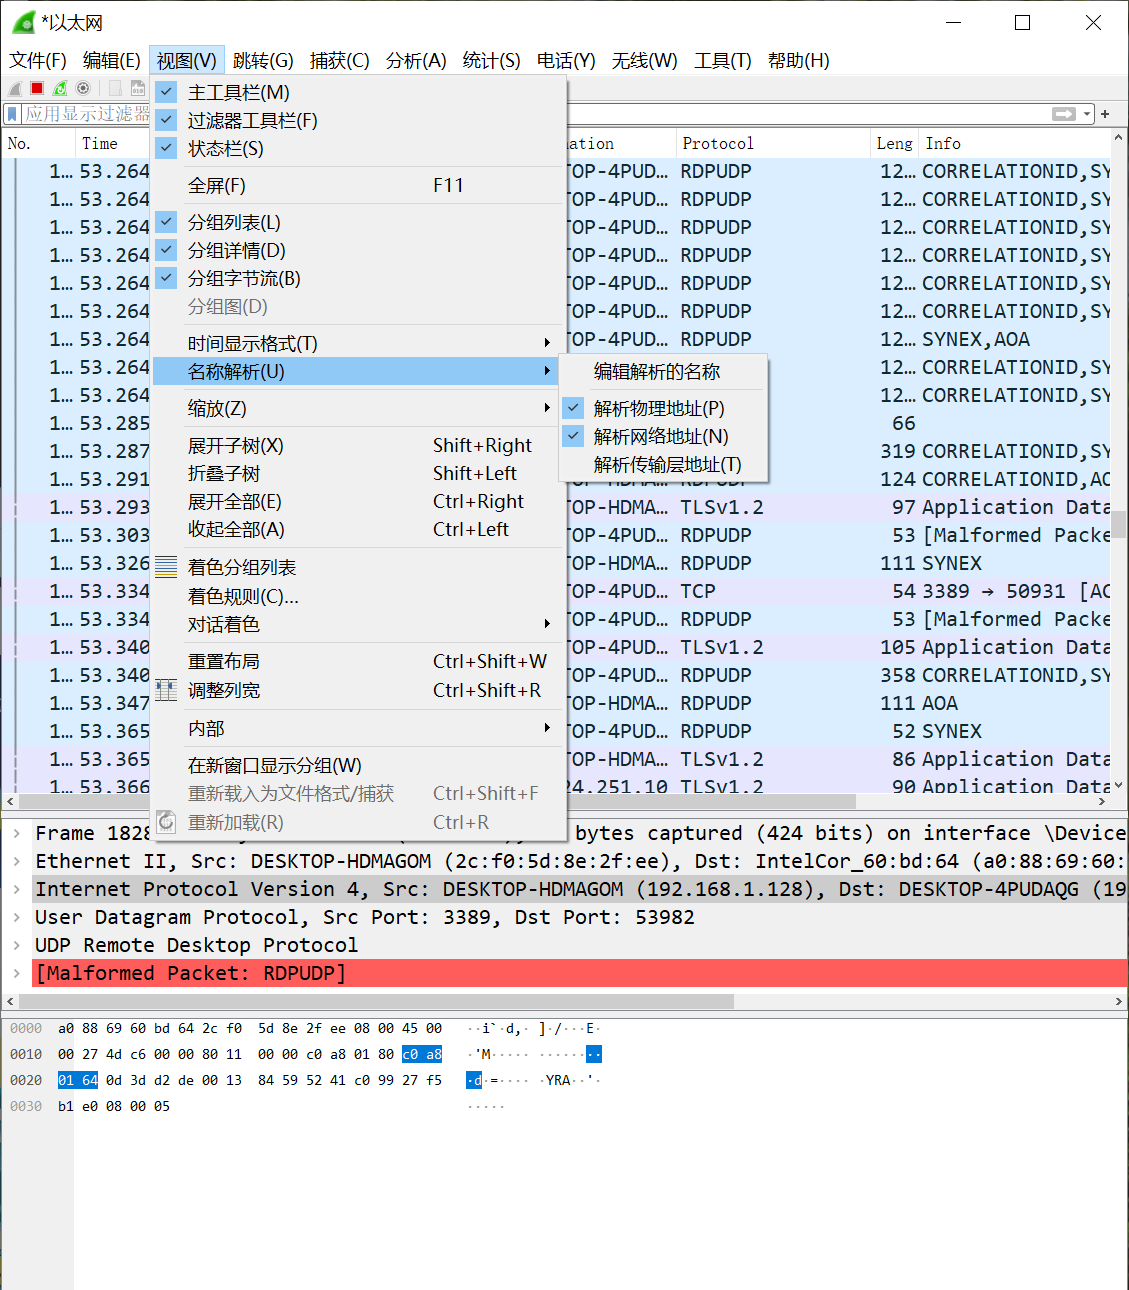 *以太网
文件(F) 编辑(E) 视图(V) 跳转(G) 捕获(C) 分析(A) 统计(S) 电话(Y) 无线(W) 工具(T) 帮助(H)
应用显示过滤器
主工具栏(M)
过滤器工具栏(F)
状态栏(S)
全屏(F) F11
分组列表(L)
分组详情(D)
分组字节流(B)
分组图(D)
时间显示格式(T)
名称解析(U)
缩放(Z)
展开子树(X) Shift+Right
折叠子树 Shift+Left
展开全部(E) Ctrl+Right
收起全部(A) Ctrl+Left
着色分组列表
着色规则(C)...
对话着色
重置布局 Ctrl+Shift+W
调整列宽 Ctrl+Shift+R
内部
在新窗口显示分组(W)
重新载入为文件格式/捕获 Ctrl+Shift+F
重新加载(R) Ctrl+R
编辑解析的名称
解析物理地址(P)
解析网络地址(N)
解析传输层地址(T)
No. Time ation Protocol Leng Info
1… 53.264 TOP-4PUD… RDPUDP 12… CORRELATIONID,SY
1… 53.264 TOP-4PUD… RDPUDP 12… CORRELATIONID,SY
1… 53.264 TOP-4PUD… RDPUDP 12… CORRELATIONID,SY
1… 53.264 TOP-4PUD… RDPUDP 12… CORRELATIONID,SY
1… 53.264 TOP-4PUD… RDPUDP 12… CORRELATIONID,SY
1… 53.264 TOP-4PUD… RDPUDP 12… CORRELATIONID,SY
1… 53.264 TOP-4PUD… RDPUDP 12… SYNEX,AOA
1… 53.264 12… CORRELATIONID,SY
1… 53.264 12… CORRELATIONID,SY
1… 53.285 66
1… 53.287 319 CORRELATIONID,SY
1… 53.291 124 CORRELATIONID,AO
1… 53.293 TOP-HDMA… TLSv1.2 97 Application Data
1… 53.303 TOP-4PUD… RDPUDP 53 [Malformed Packe
1… 53.326 TOP-HDMA… RDPUDP 111 SYNEX
1… 53.334 TOP-4PUD… TCP 54 3389 → 50931 [AC
1… 53.334 TOP-4PUD… RDPUDP 53 [Malformed Packe
1… 53.340 TOP-4PUD… TLSv1.2 105 Application Data
1… 53.340 TOP-4PUD… RDPUDP 358 CORRELATIONID,SY
1… 53.347 TOP-HDMA… RDPUDP 111 AOA
1… 53.365 TOP-4PUD… RDPUDP 52 SYNEX
1… 53.365 TOP-HDMA… TLSv1.2 86 Application Data
1… 53.366 24.251.10 TLSv1.2 90 Application Data
Frame 1828 bytes captured (424 bits) on interface \Device
Ethernet II, Src: DESKTOP-HDMAGOM (2c:f0:5d:8e:2f:ee), Dst: IntelCor_60:bd:64 (a0:88:69:60:
Internet Protocol Version 4, Src: DESKTOP-HDMAGOM (192.168.1.128), Dst: DESKTOP-4PUDAQG (19
User Datagram Protocol, Src Port: 3389, Dst Port: 53982
UDP Remote Desktop Protocol
[Malformed Packet: RDPUDP]
0000 a0 88 69 60 bd 64 2c f0 5d 8e 2f ee 08 00 45 00 ··i`·d,· ]·/···E·
0010 00 27 4d c6 00 00 80 11 00 00 c0 a8 01 80 c0 a8 ·'M····· ········
0020 01 64 0d 3d d2 de 00 13 84 59 52 41 c0 99 27 f5 ·d·=···· ·YRA··'·
0030 b1 e0 08 00 05 ·····